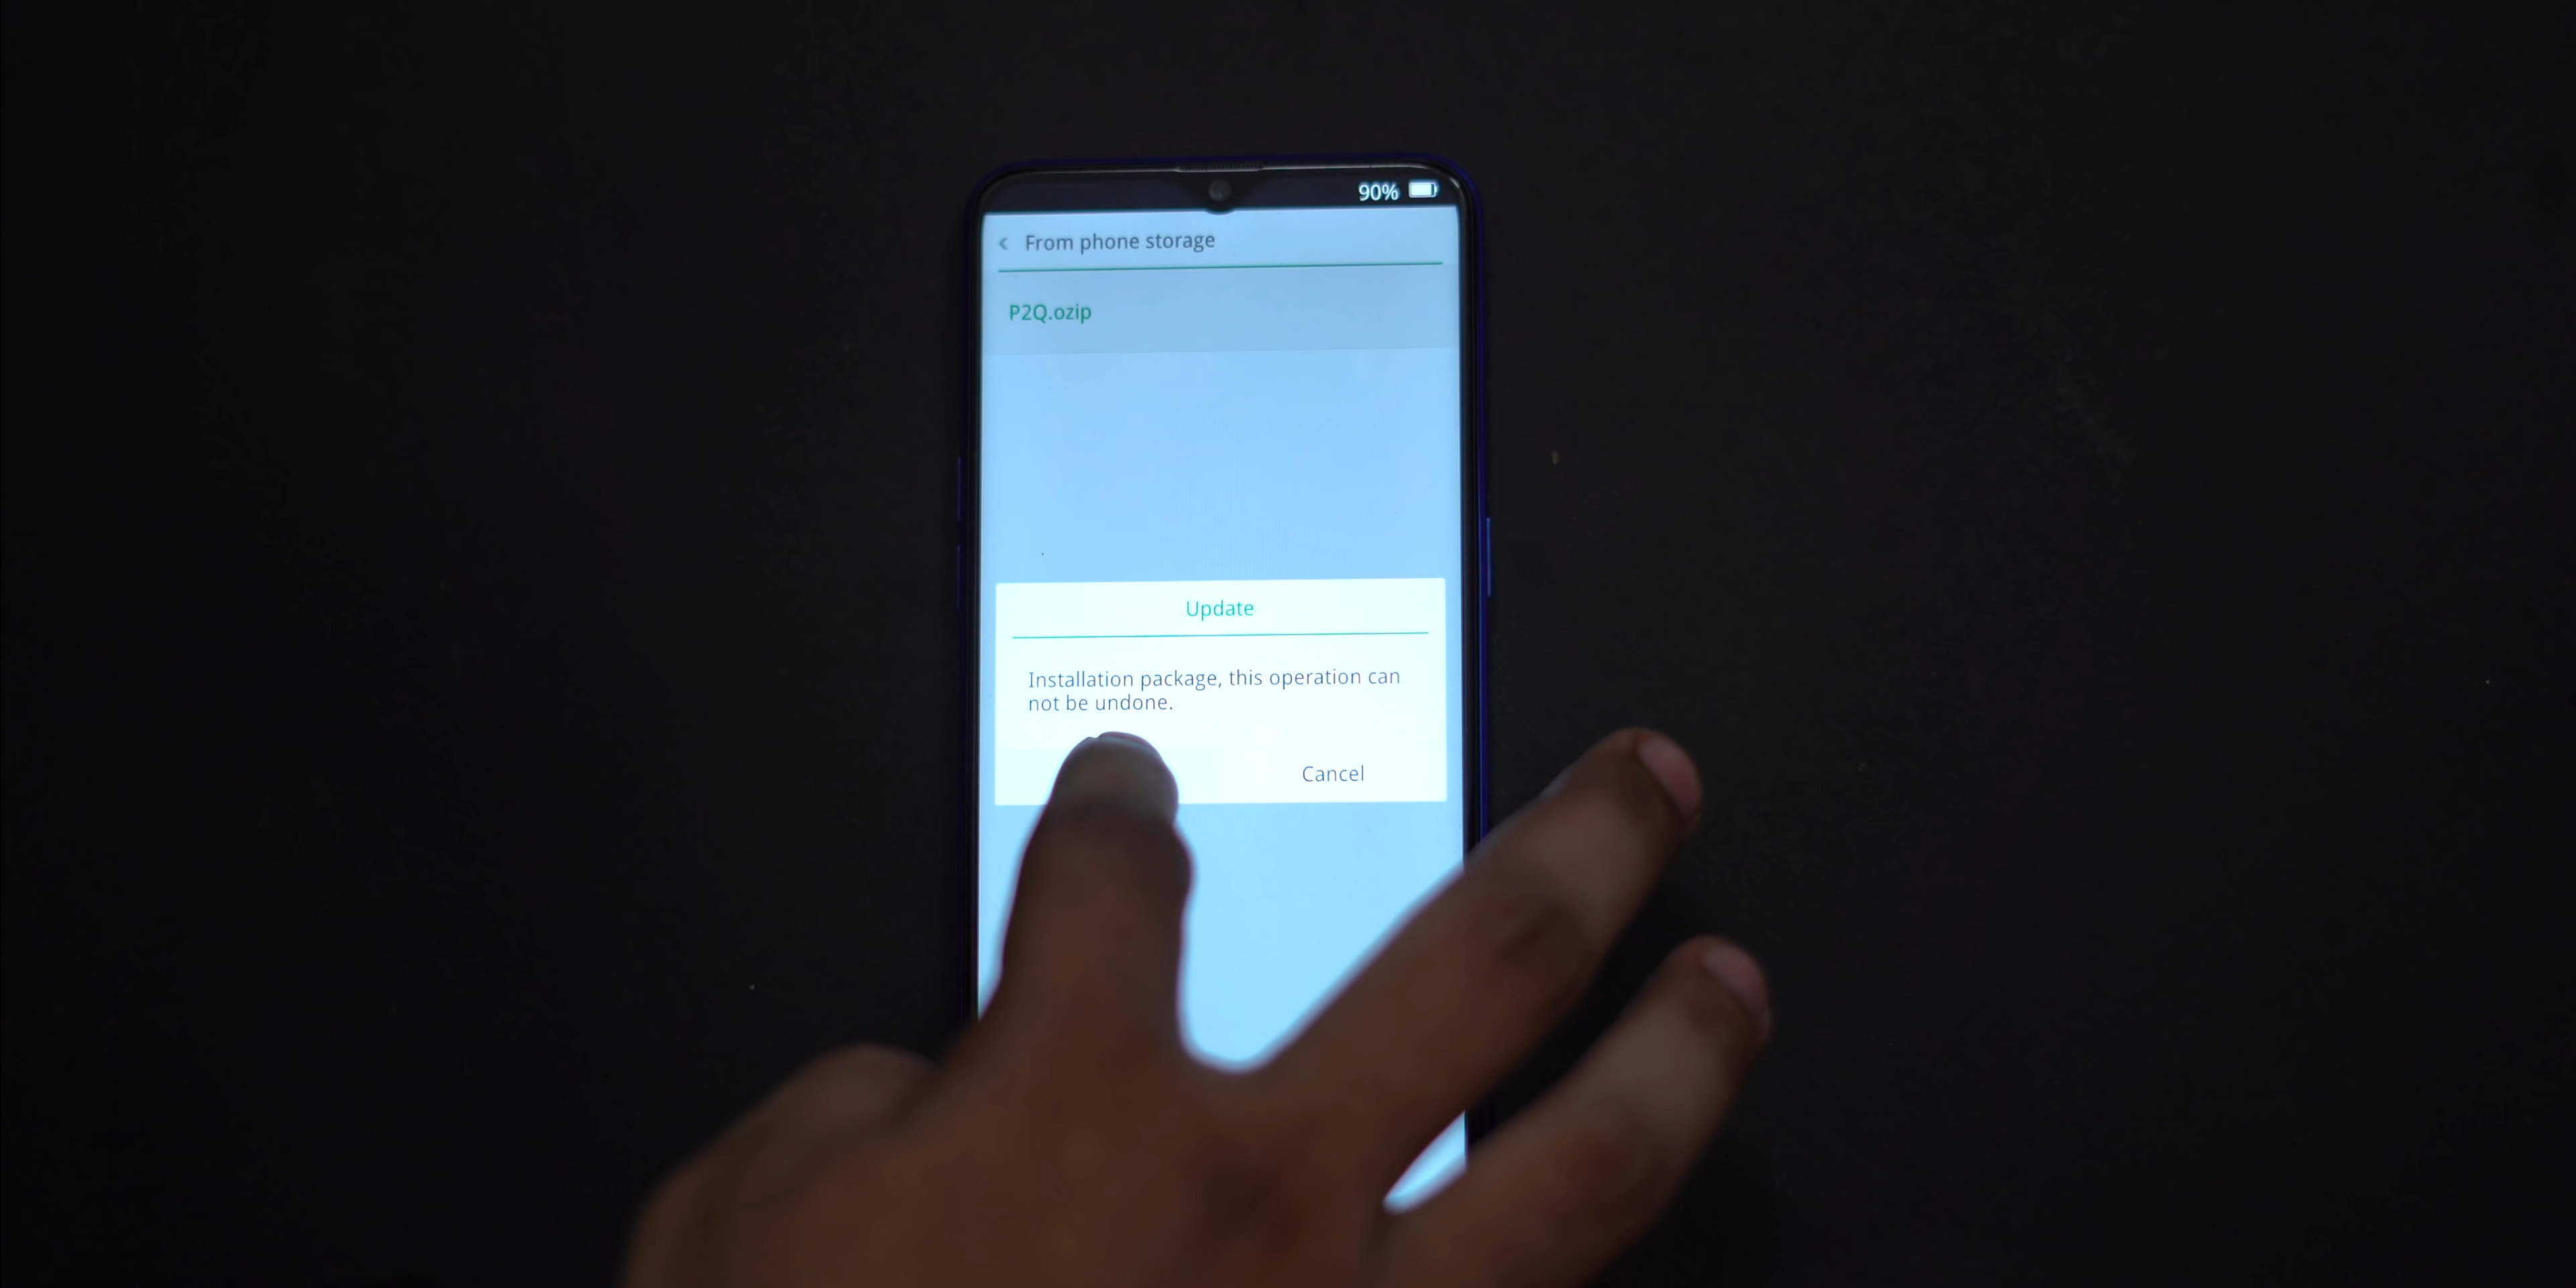 90%
< From phone storage
P2Q.ozip
Update
Installation package, this operation can
not be undone.
Cancel